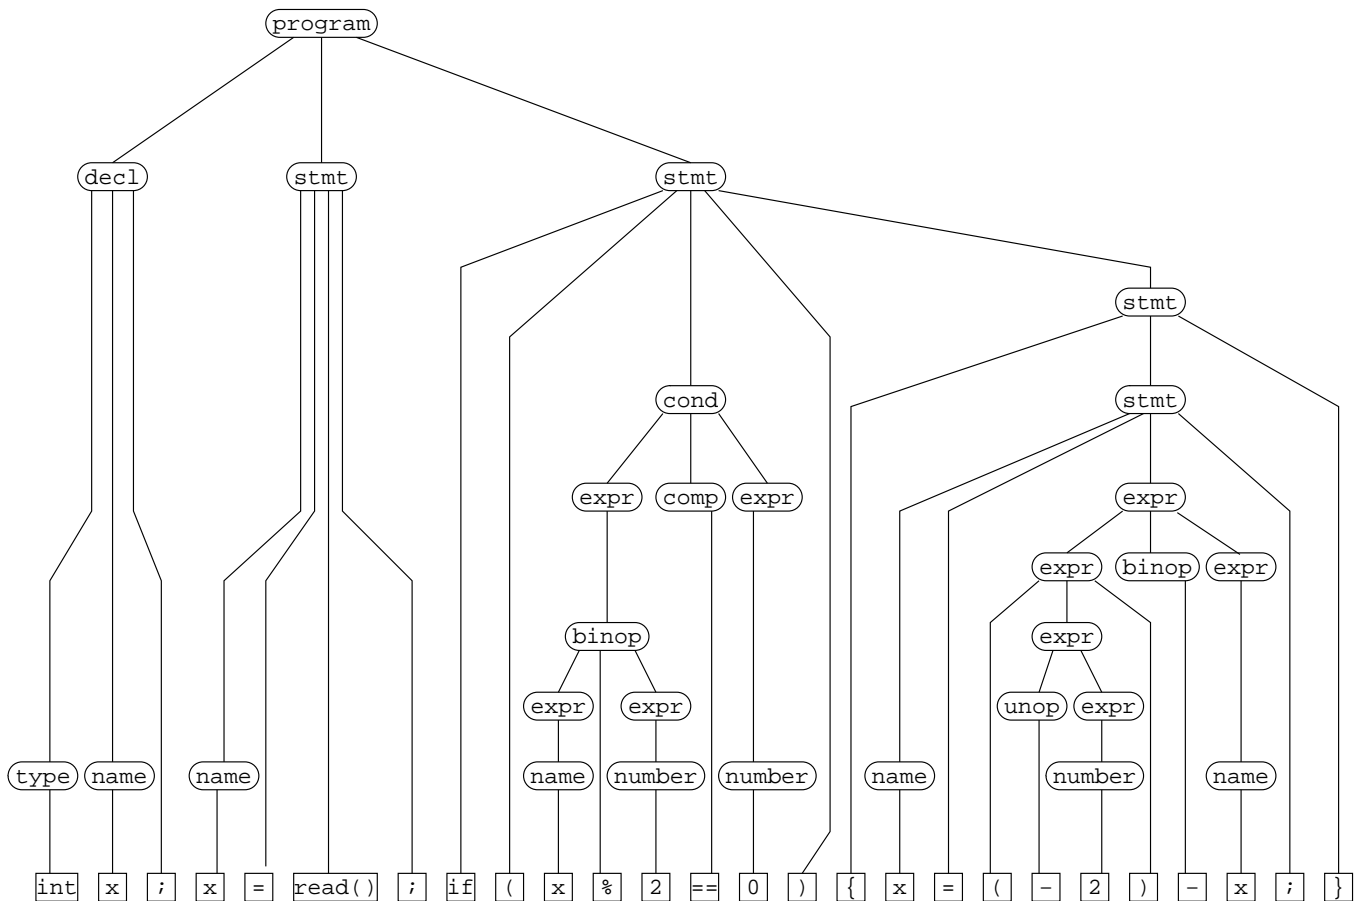 program
decl stmt stmt
stmt
cond stmt
expr comp expr expr
expr binop expr
binop expr
expr expr unop expr
type name name name number number name number name
int x ; x = read() ; if ( x % 2 == 0 ) { x = ( - 2 ) - x ; }